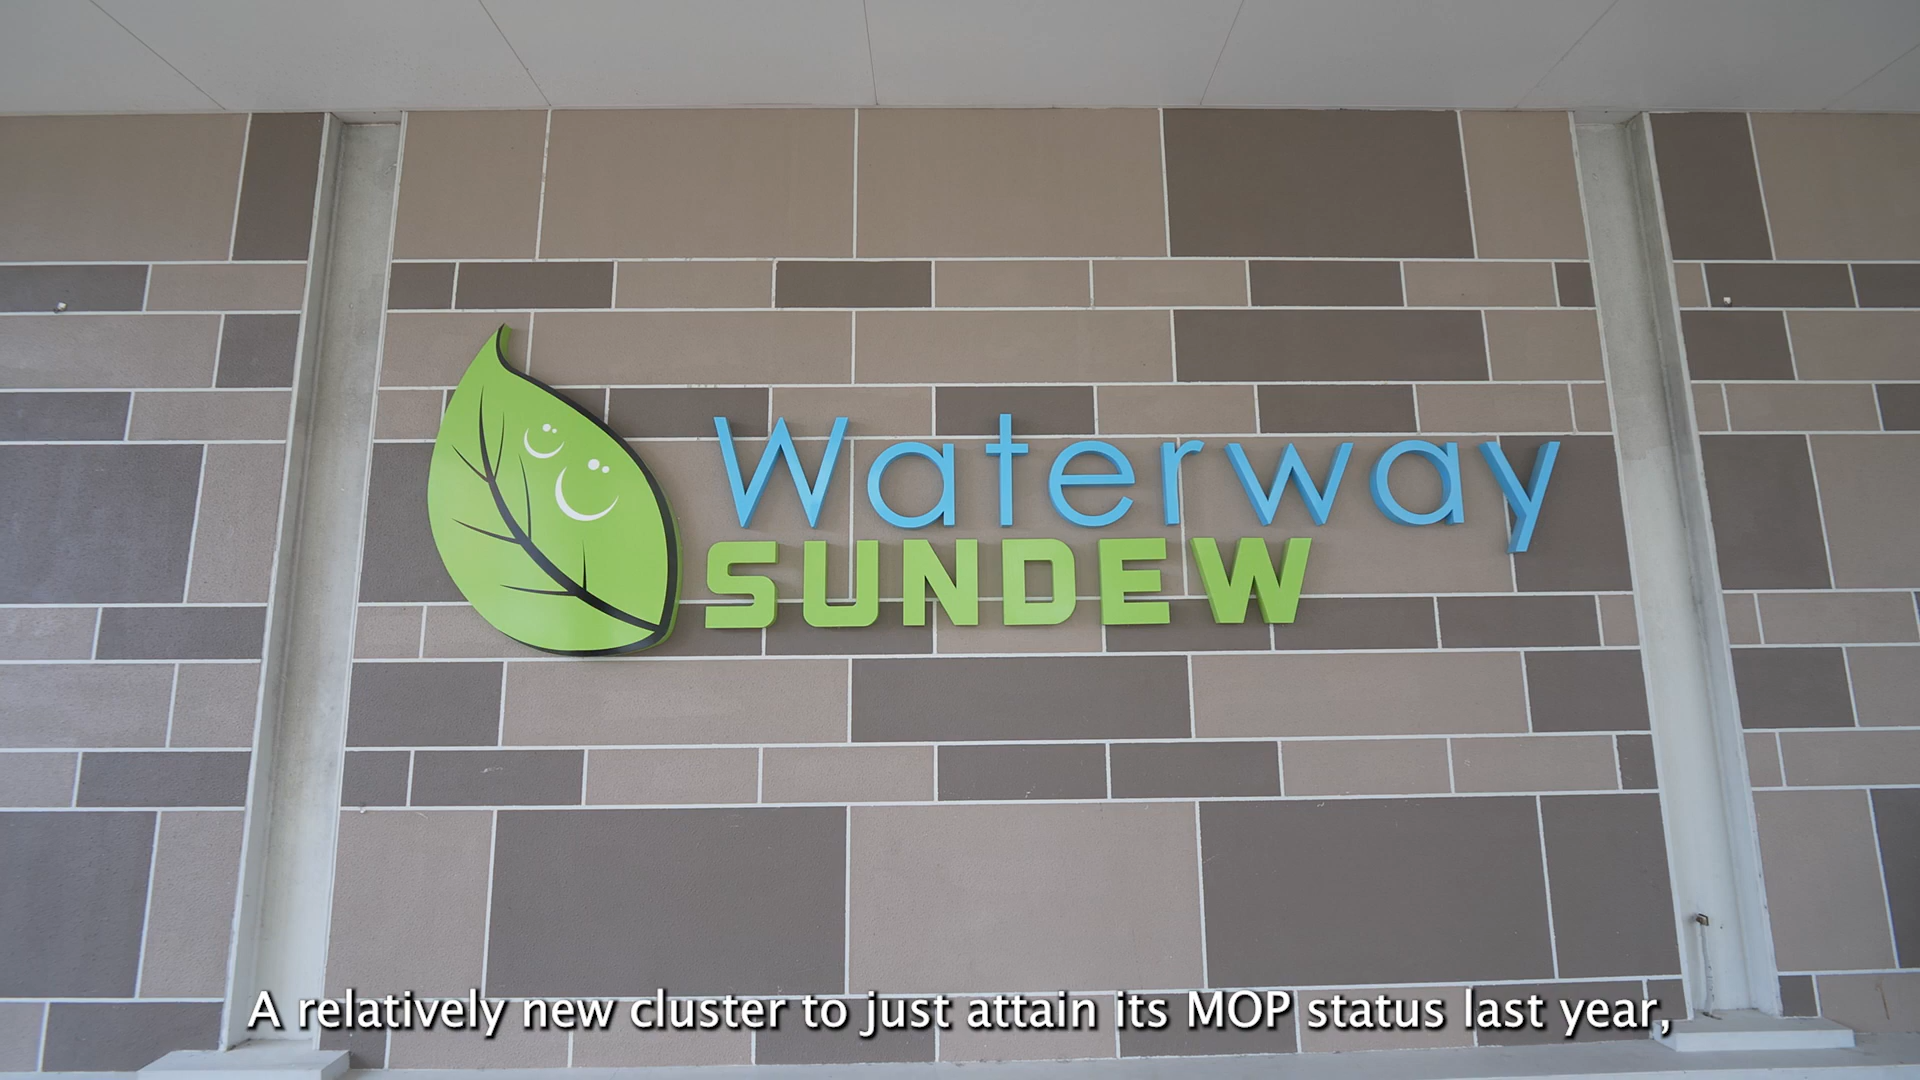 Waterway
SUNDEW
A relatively new cluster to just attain its MOP status last year,